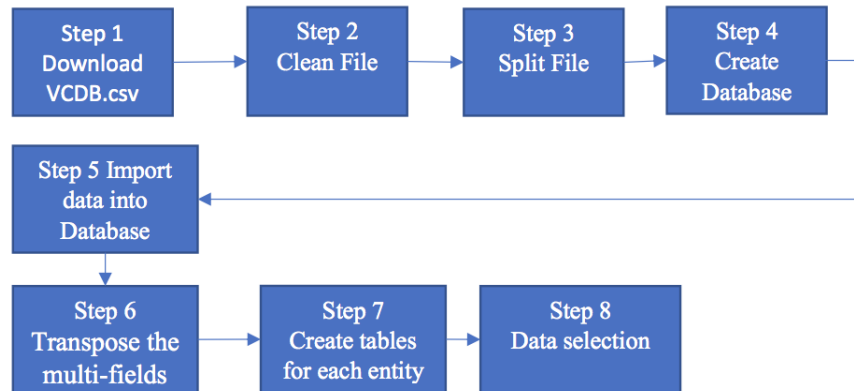 Step 1
Download
VCDB.csv
Step 2
Clean File
Step 3
Split File
Step 4
Create
Database
Step 5 Import
data into
Database
Step 6
Transpose the
multi-fields
Step 7
Create tables
for each entity
Step 8
Data selection